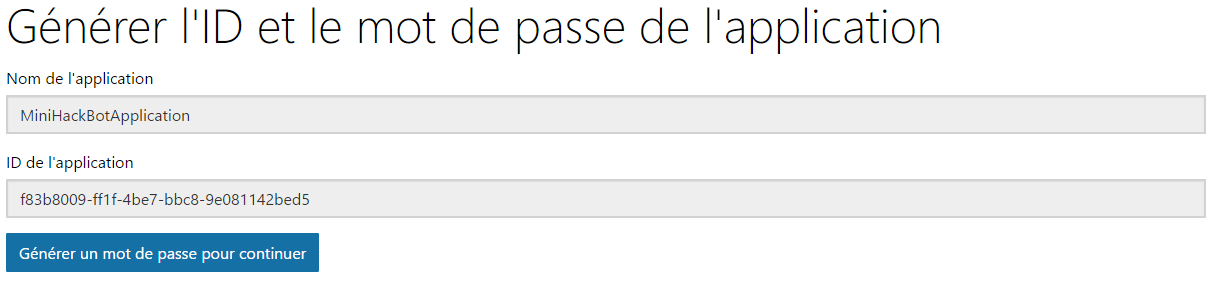 Générer l'ID et le mot de passe de l'application
Nom de l'application
MiniHackBotApplication
ID de l'application
f83b8009-ff1f-4be7-bbc8-9e081142bed5
Générer un mot de passe pour continuer